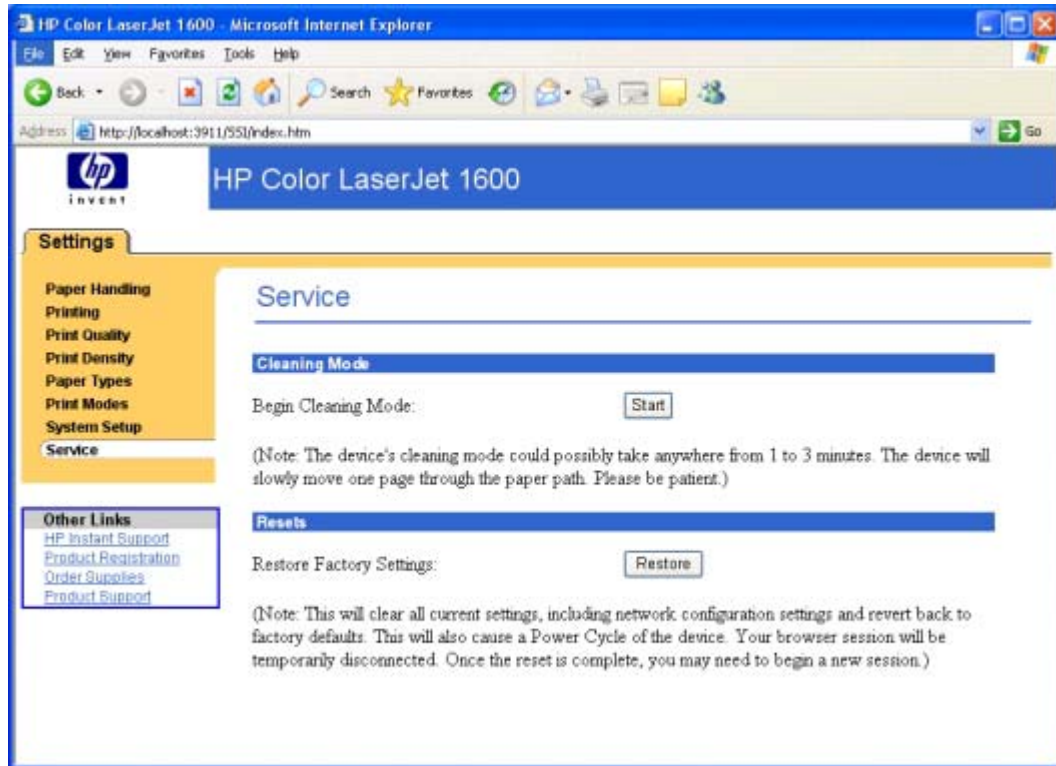 HP Color LaserJet 1600 - Microsoft Internet Explorer
File Edit View Favorites Tools Help
Back Search Favorites
Address http://localhost:3911/SSI/index.htm Go
hp
invent
HP Color LaserJet 1600
Settings
Paper Handling
Printing
Print Quality
Print Density
Paper Types
Print Modes
System Setup
Service
Other Links
HP Instant Support
Product Registration
Order Supplies
Product Support
Service
Cleaning Mode
Begin Cleaning Mode: Start
(Note: The device's cleaning mode could possibly take anywhere from 1 to 3 minutes. The device will
slowly move one page through the paper path. Please be patient.)
Resets
Restore Factory Settings: Restore
(Note: This will clear all current settings, including network configuration settings and revert back to
factory defaults. This will also cause a Power Cycle of the device. Your browser session will be
temporarily disconnected. Once the reset is complete, you may need to begin a new session.)